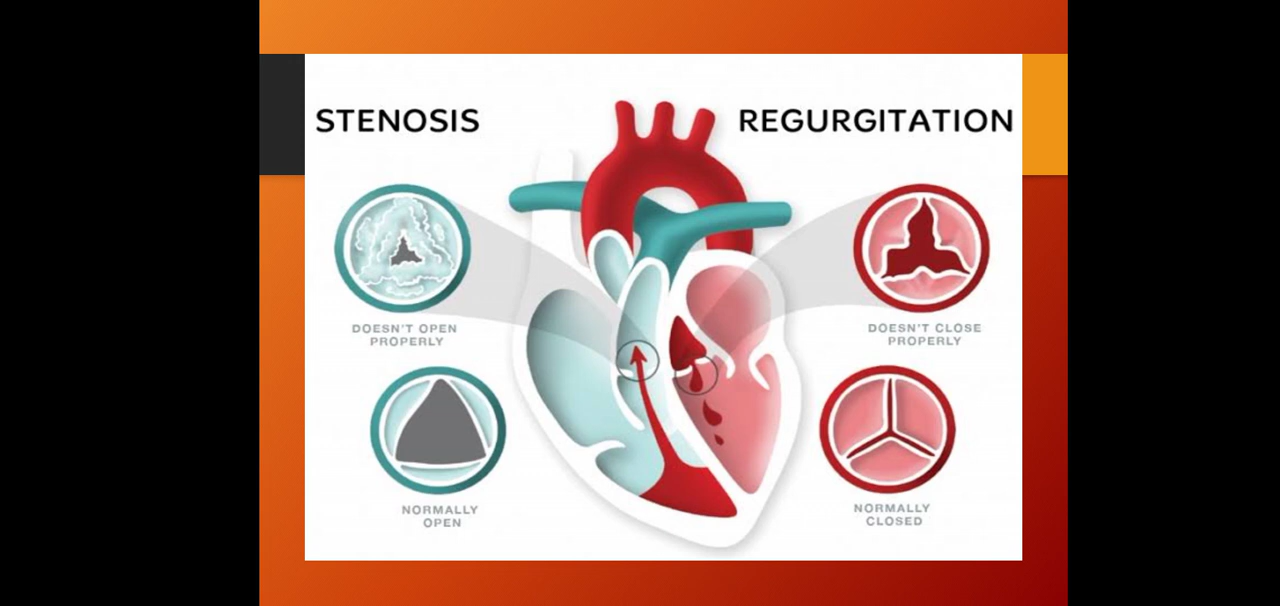 STENOSIS
REGURGITATION
DOESN'T OPEN
PROPERLY
DOESN'T CLOSE
PROPERLY
NORMALLY
OPEN
NORMALLY
CLOSED